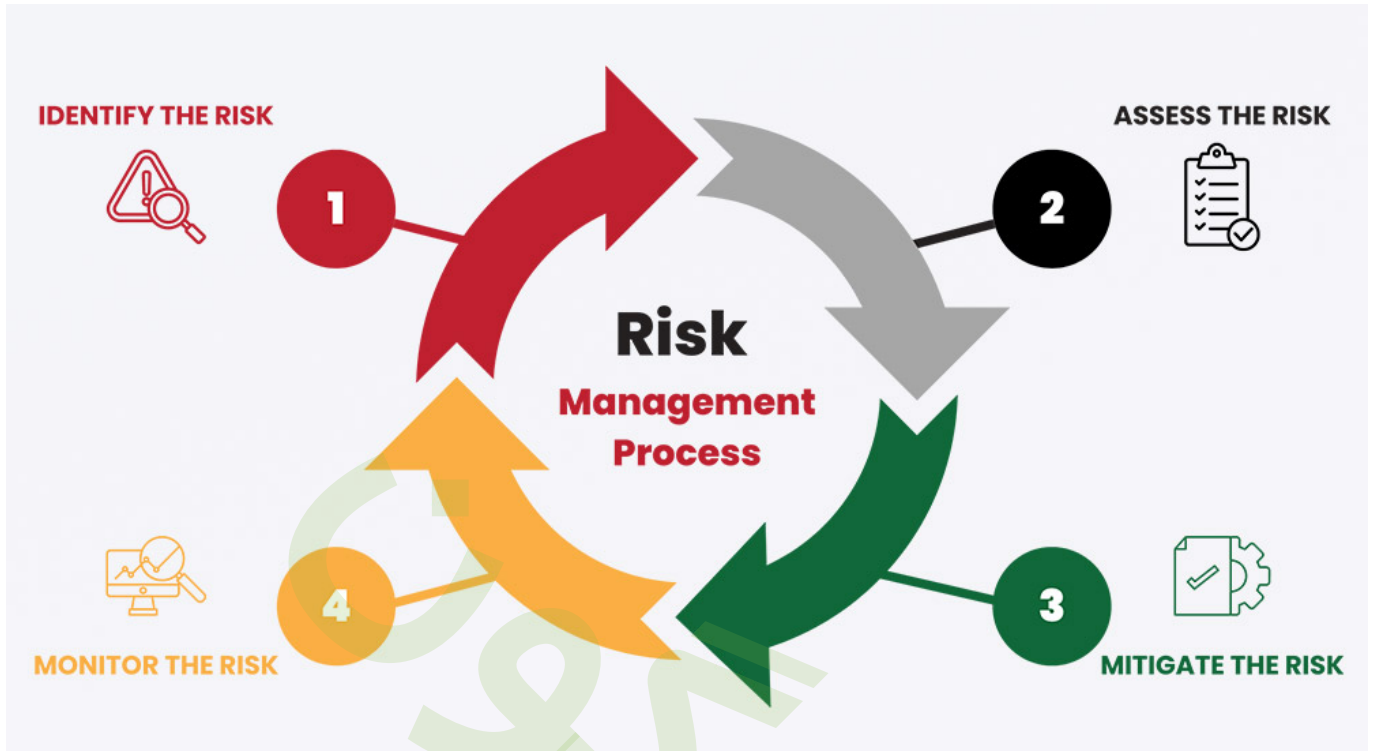 IDENTIFY THE RISK
1
ASSESS THE RISK
2
Risk
Management
Process
4
MONITOR THE RISK
3
MITIGATE THE RISK